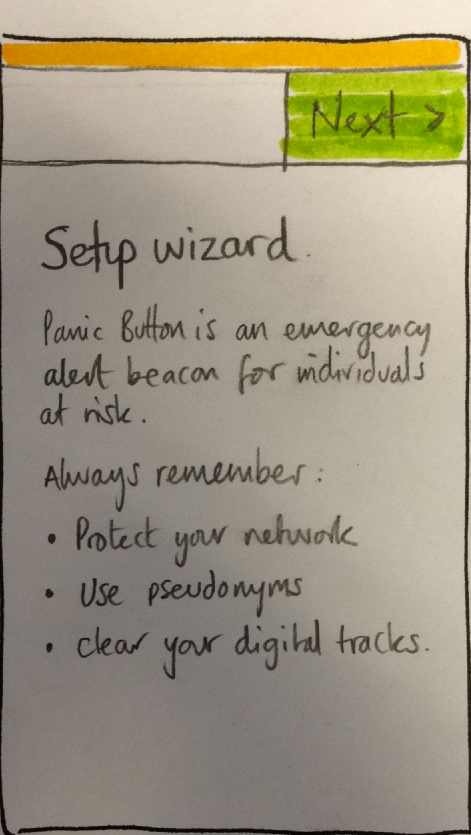 Next >
Setup wizard.
Panic Button is an emergency
alert beacon for individuals
at risk.
Always remember:
• Protect your network
• Use pseudonyms
• clear your digital tracks.